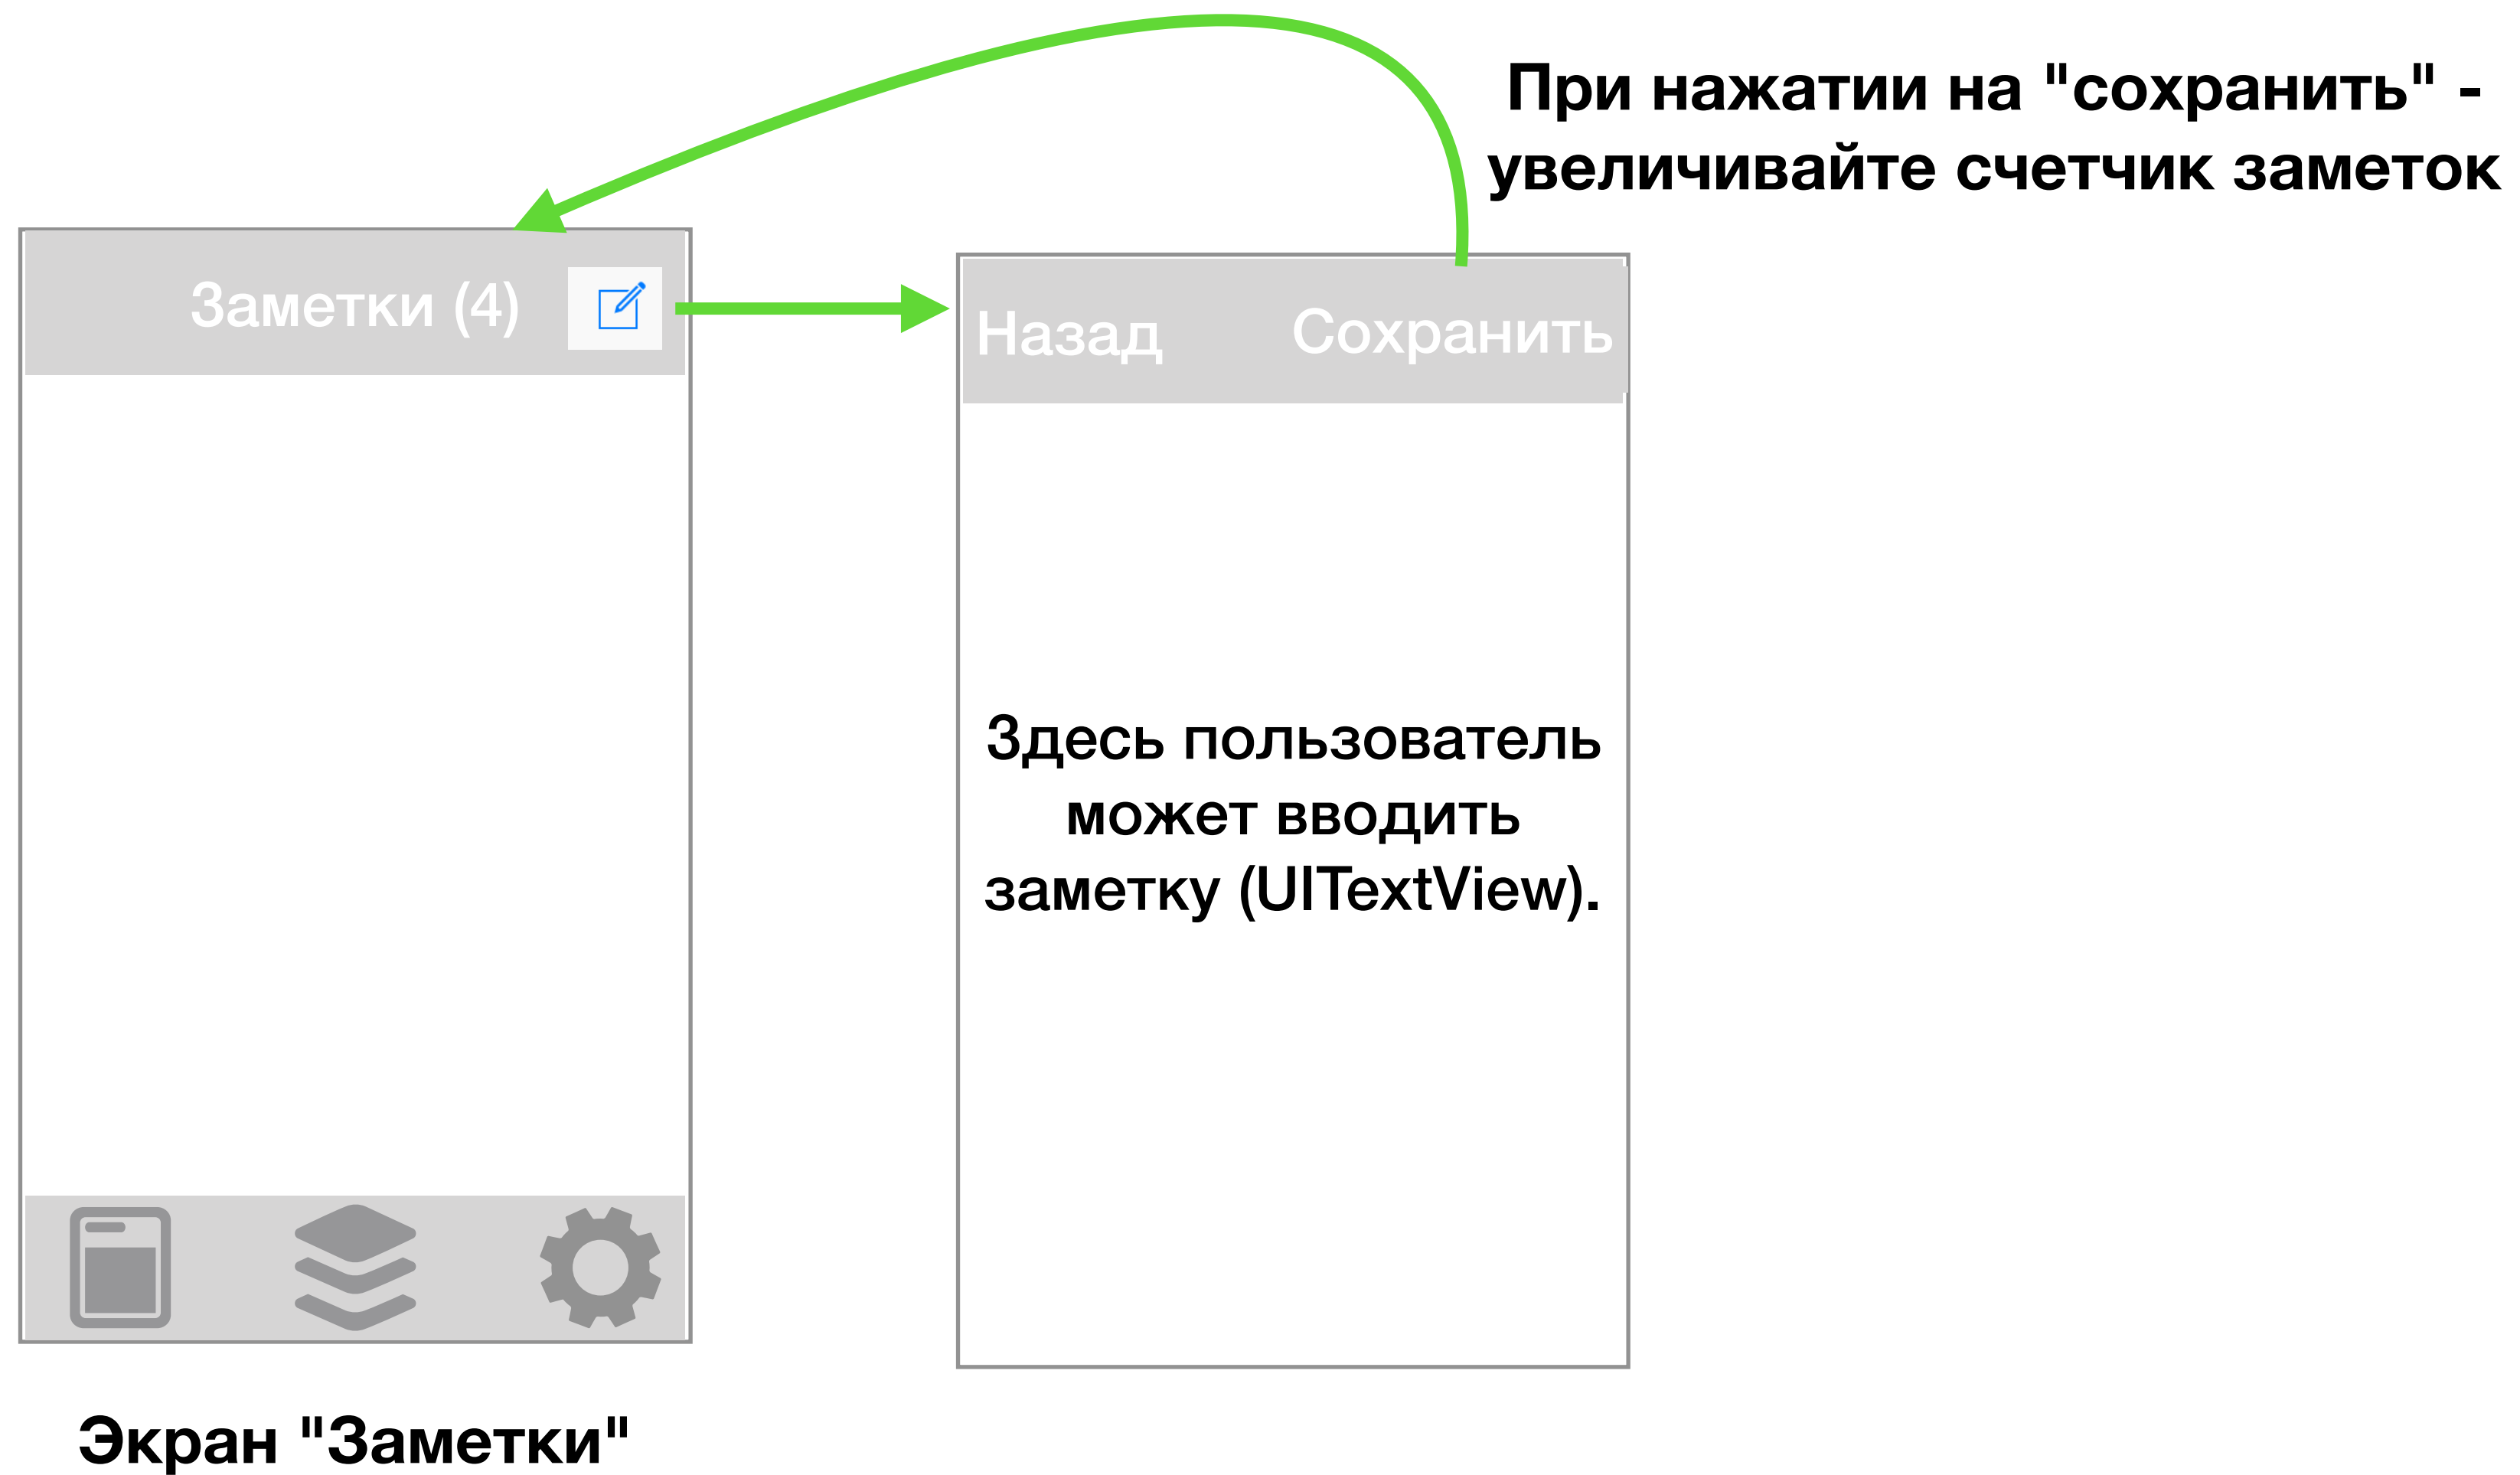 При нажатии на "сохранить" -
увеличивайте счетчик заметок
Заметки (4)
Назад
Сохранить
Здесь пользователь
может вводить
заметку (UITextView).
Экран "Заметки"